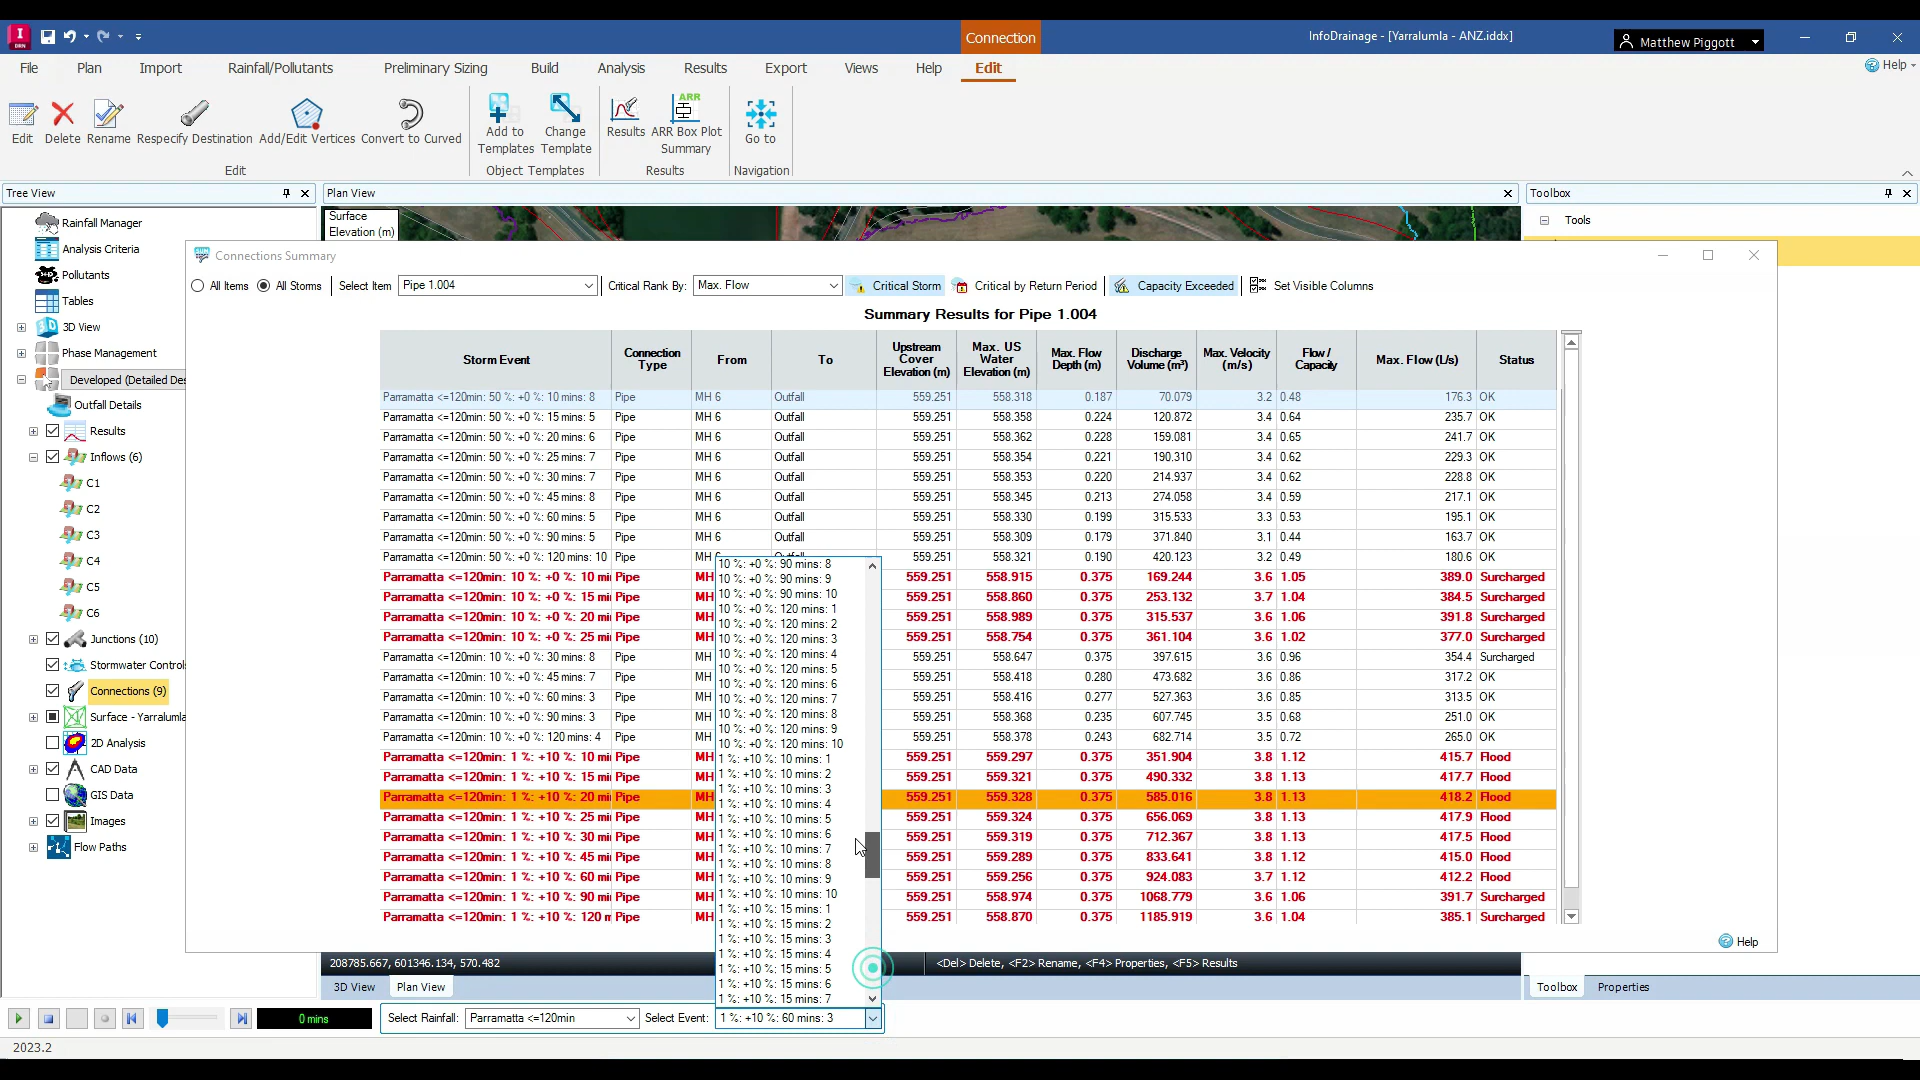 Connection
InfoDrainage - [Yarralumla - ANZ.iddx]
Matthew Piggott
File Plan Import Rainfall/Pollutants Preliminary Sizing Build Analysis Results Export Views Help Edit
Help
Edit Delete Rename Respecify Destination Add/Edit Vertices Convert to Curved
Add to Templates
Change Template
Results
ARR Box Plot Summary
Go to
Edit Object Templates Results Navigation
Tree View
Plan View
Toolbox
Rainfall Manager
Analysis Criteria
Pollutants
Tables
3D View
Phase Management
Developed (Detailed Des
Outfall Details
Results
Inflows (6)
C1
C2
C3
C4
C5
C6
Junctions (10)
Stormwater Controls
Connections (9)
Surface - Yarralumla
2D Analysis
CAD Data
GIS Data
Images
Flow Paths
Surface
Elevation (m)
Tools
Connections Summary
All Items All Storms Select Item Pipe 1.004 Critical Rank By: Max. Flow Critical Storm Critical by Return Period Capacity Exceeded Set Visible Columns
Summary Results for Pipe 1.004
Storm Event Connection Type From To Upstream Cover Elevation (m) Max. US Water Elevation (m) Max. Flow Depth (m) Discharge Volume (m³) Max. Velocity (m/s) Flow / Capacity Max. Flow (L/s) Status
Parramatta <=120min: 50 %: +0 %: 10 mins: 8 Pipe MH 6 Outfall 559.251 558.318 0.187 70.079 3.2 0.48 176.3 OK
Parramatta <=120min: 50 %: +0 %: 15 mins: 5 Pipe MH 6 Outfall 559.251 558.358 0.224 120.872 3.4 0.64 235.7 OK
Parramatta <=120min: 50 %: +0 %: 20 mins: 6 Pipe MH 6 Outfall 559.251 558.362 0.228 159.081 3.4 0.65 241.7 OK
Parramatta <=120min: 50 %: +0 %: 25 mins: 7 Pipe MH 6 Outfall 559.251 558.354 0.221 190.310 3.4 0.62 229.3 OK
Parramatta <=120min: 50 %: +0 %: 30 mins: 7 Pipe MH 6 Outfall 559.251 558.353 0.220 214.937 3.4 0.62 228.8 OK
Parramatta <=120min: 50 %: +0 %: 45 mins: 8 Pipe MH 6 Outfall 559.251 558.345 0.213 274.058 3.4 0.59 217.1 OK
Parramatta <=120min: 50 %: +0 %: 60 mins: 5 Pipe MH 6 Outfall 559.251 558.330 0.199 315.533 3.3 0.53 195.1 OK
Parramatta <=120min: 50 %: +0 %: 90 mins: 5 Pipe MH 6 Outfall 559.251 558.309 0.179 371.840 3.1 0.44 163.7 OK
Parramatta <=120min: 50 %: +0 %: 120 mins: 10 Pipe MH 6 Outfall 559.251 558.321 0.190 420.123 3.2 0.49 180.6 OK
Parramatta <=120min: 10 %: +0 %: 10 mi Pipe MH 559.251 558.915 0.375 169.244 3.6 1.05 389.0 Surcharged
Parramatta <=120min: 10 %: +0 %: 15 mi Pipe MH 559.251 558.860 0.375 253.132 3.7 1.04 384.5 Surcharged
Parramatta <=120min: 10 %: +0 %: 20 mi Pipe MH 559.251 558.989 0.375 315.537 3.6 1.06 391.8 Surcharged
Parramatta <=120min: 10 %: +0 %: 25 mi Pipe MH 559.251 558.754 0.375 361.104 3.6 1.02 377.0 Surcharged
Parramatta <=120min: 10 %: +0 %: 30 mins: 8 Pipe MH 559.251 558.647 0.375 397.615 3.6 0.96 354.4 Surcharged
Parramatta <=120min: 10 %: +0 %: 45 mins: 7 Pipe MH 559.251 558.418 0.280 473.682 3.6 0.86 317.2 OK
Parramatta <=120min: 10 %: +0 %: 60 mins: 3 Pipe MH 559.251 558.416 0.277 527.363 3.6 0.85 313.5 OK
Parramatta <=120min: 10 %: +0 %: 90 mins: 3 Pipe MH 559.251 558.368 0.235 607.745 3.5 0.68 251.0 OK
Parramatta <=120min: 10 %: +0 %: 120 mins: 4 Pipe MH 559.251 558.378 0.243 682.714 3.5 0.72 265.0 OK
Parramatta <=120min: 1 %: +10 %: 10 mi Pipe MH 559.251 559.297 0.375 351.904 3.8 1.12 415.7 Flood
Parramatta <=120min: 1 %: +10 %: 15 mi Pipe MH 559.251 559.321 0.375 490.332 3.8 1.13 417.7 Flood
Parramatta <=120min: 1 %: +10 %: 20 mi Pipe MH 559.251 559.328 0.375 585.016 3.8 1.13 418.2 Flood
Parramatta <=120min: 1 %: +10 %: 25 mi Pipe MH 559.251 559.324 0.375 656.069 3.8 1.13 417.9 Flood
Parramatta <=120min: 1 %: +10 %: 30 mi Pipe MH 559.251 559.319 0.375 712.367 3.8 1.13 417.5 Flood
Parramatta <=120min: 1 %: +10 %: 45 mi Pipe MH 559.251 559.289 0.375 833.641 3.8 1.12 415.0 Flood
Parramatta <=120min: 1 %: +10 %: 60 mi Pipe MH 559.251 559.256 0.375 924.083 3.7 1.12 412.2 Flood
Parramatta <=120min: 1 %: +10 %: 90 mi Pipe MH 559.251 558.974 0.375 1068.779 3.6 1.06 391.7 Surcharged
Parramatta <=120min: 1 %: +10 %: 120 m Pipe MH 559.251 558.870 0.375 1185.919 3.6 1.04 385.1 Surcharged
10 %: +0 %: 90 mins: 8
10 %: +0 %: 90 mins: 9
10 %: +0 %: 90 mins: 10
10 %: +0 %: 120 mins: 1
10 %: +0 %: 120 mins: 2
10 %: +0 %: 120 mins: 3
10 %: +0 %: 120 mins: 4
10 %: +0 %: 120 mins: 5
10 %: +0 %: 120 mins: 6
10 %: +0 %: 120 mins: 7
10 %: +0 %: 120 mins: 8
10 %: +0 %: 120 mins: 9
10 %: +0 %: 120 mins: 10
1 %: +10 %: 10 mins: 1
1 %: +10 %: 10 mins: 2
1 %: +10 %: 10 mins: 3
1 %: +10 %: 10 mins: 4
1 %: +10 %: 10 mins: 5
1 %: +10 %: 10 mins: 6
1 %: +10 %: 10 mins: 7
1 %: +10 %: 10 mins: 8
1 %: +10 %: 10 mins: 9
1 %: +10 %: 10 mins: 10
1 %: +10 %: 15 mins: 1
1 %: +10 %: 15 mins: 2
1 %: +10 %: 15 mins: 3
1 %: +10 %: 15 mins: 4
1 %: +10 %: 15 mins: 5
1 %: +10 %: 15 mins: 6
1 %: +10 %: 15 mins: 7
Help
208785.667, 601346.134, 570.482
<Del> Delete, <F2> Rename, <F4> Properties, <F5> Results
3D View Plan View
Toolbox Properties
0 mins
Select Rainfall: Parramatta <=120min Select Event: 1 %: +10 %: 60 mins: 3
2023.2